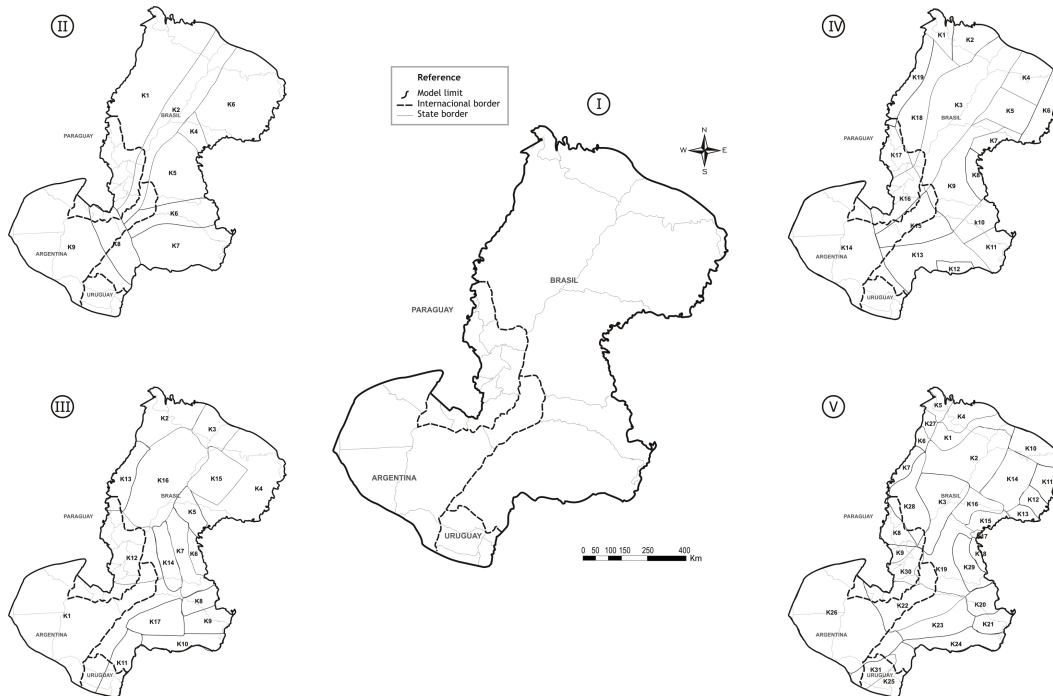 II
K1
K2
BRASIL
K6
K4
PARAGUAY
K5
K6
K9
K8
K7
ARGENTINA
URUGUAY
Reference
Model limit
Internacional border
State border
I
N
W E
S
BRASIL
PARAGUAY
ARGENTINA
URUGUAY
0 50 100 150 250 400
Km
IV
K1
K2
K19
K4
K3
K18
BRASIL
K5
K6
PARAGUAY
K7
K17
K8
K9
K16
k10
K15
K14
K13
K11
ARGENTINA
K12
URUGUAY
III
K2
K3
K13
K16
K15
K4
BRASIL
PARAGUAY
K5
K7
K6
K12
K14
K8
K1
K17
K9
ARGENTINA
K10
K11
URUGUAY
V
K5
K4
K27
K6
K1
K10
K2
K7
K14
K11
BRASIL
K3
K12
K28
K16
K13
PARAGUAY
K15
K8
K9
K30
K19
K29
K26
K22
K20
K23
K21
ARGENTINA
K24
K31
URUGUAY
K25